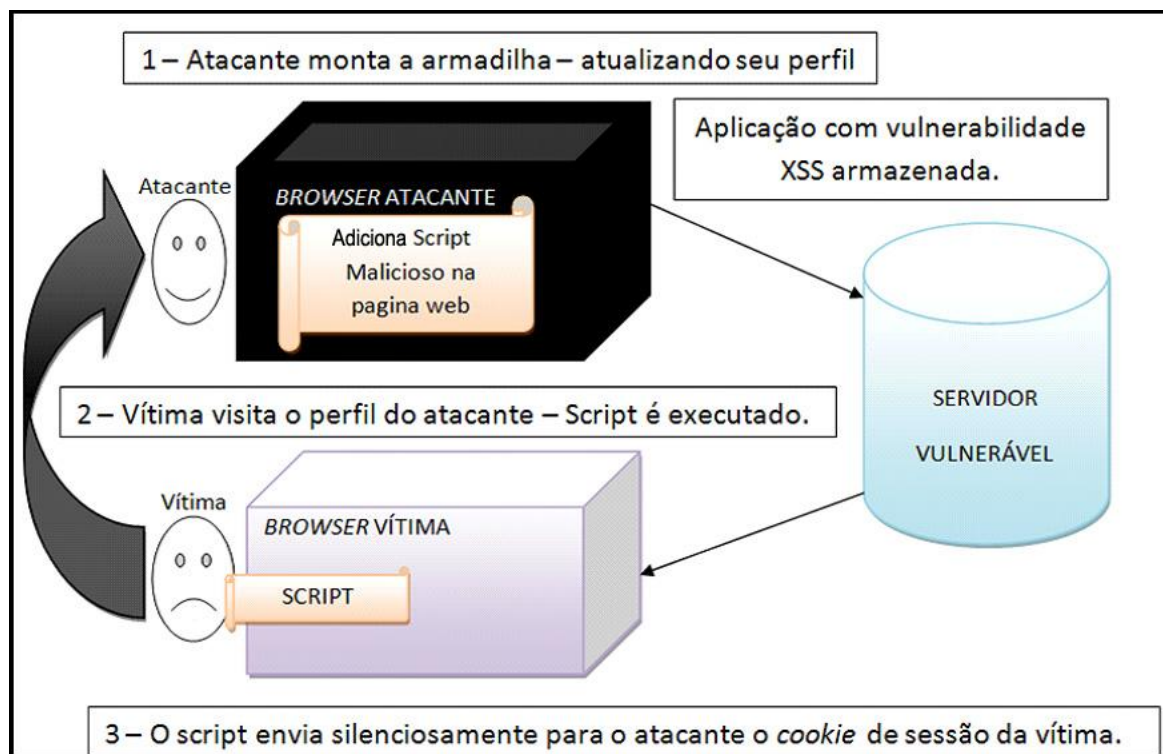 1 – Atacante monta a armadilha – atualizando seu perfil
Aplicação com vulnerabilidade
XSS armazenada.
Atacante
BROWSER ATACANTE
Adiciona Script
Malicioso na
pagina web
SERVIDOR
VULNERÁVEL
2 – Vítima visita o perfil do atacante – Script é executado.
Vítima
BROWSER VÍTIMA
SCRIPT
3 – O script envia silenciosamente para o atacante o cookie de sessão da vítima.